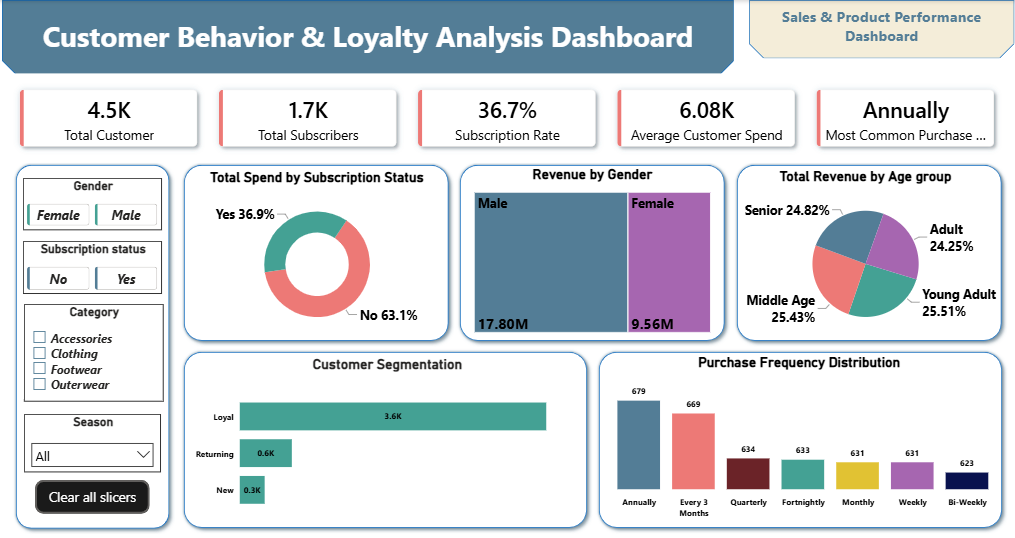 Customer Behavior & Loyalty Analysis Dashboard
Sales & Product Performance
Dashboard
4.5K
Total Customer
1.7K
Total Subscribers
36.7%
Subscription Rate
6.08K
Average Customer Spend
Annually
Most Common Purchase ...
Gender
Female
Male
Subscription status
No
Yes
Category
Accessories
Clothing
Footwear
Outerwear
Season
All
Clear all slicers
Total Spend by Subscription Status
Yes 36.9%
No 63.1%
Revenue by Gender
Male
Female
17.80M
9.56M
Total Revenue by Age group
Senior 24.82%
Adult
24.25%
Middle Age
25.43%
Young Adult
25.51%
Customer Segmentation
Loyal
3.6K
Returning
0.6K
New
0.3K
Purchase Frequency Distribution
679
669
634
633
631
631
623
Annually
Every 3
Months
Quarterly
Fortnightly
Monthly
Weekly
Bi-Weekly